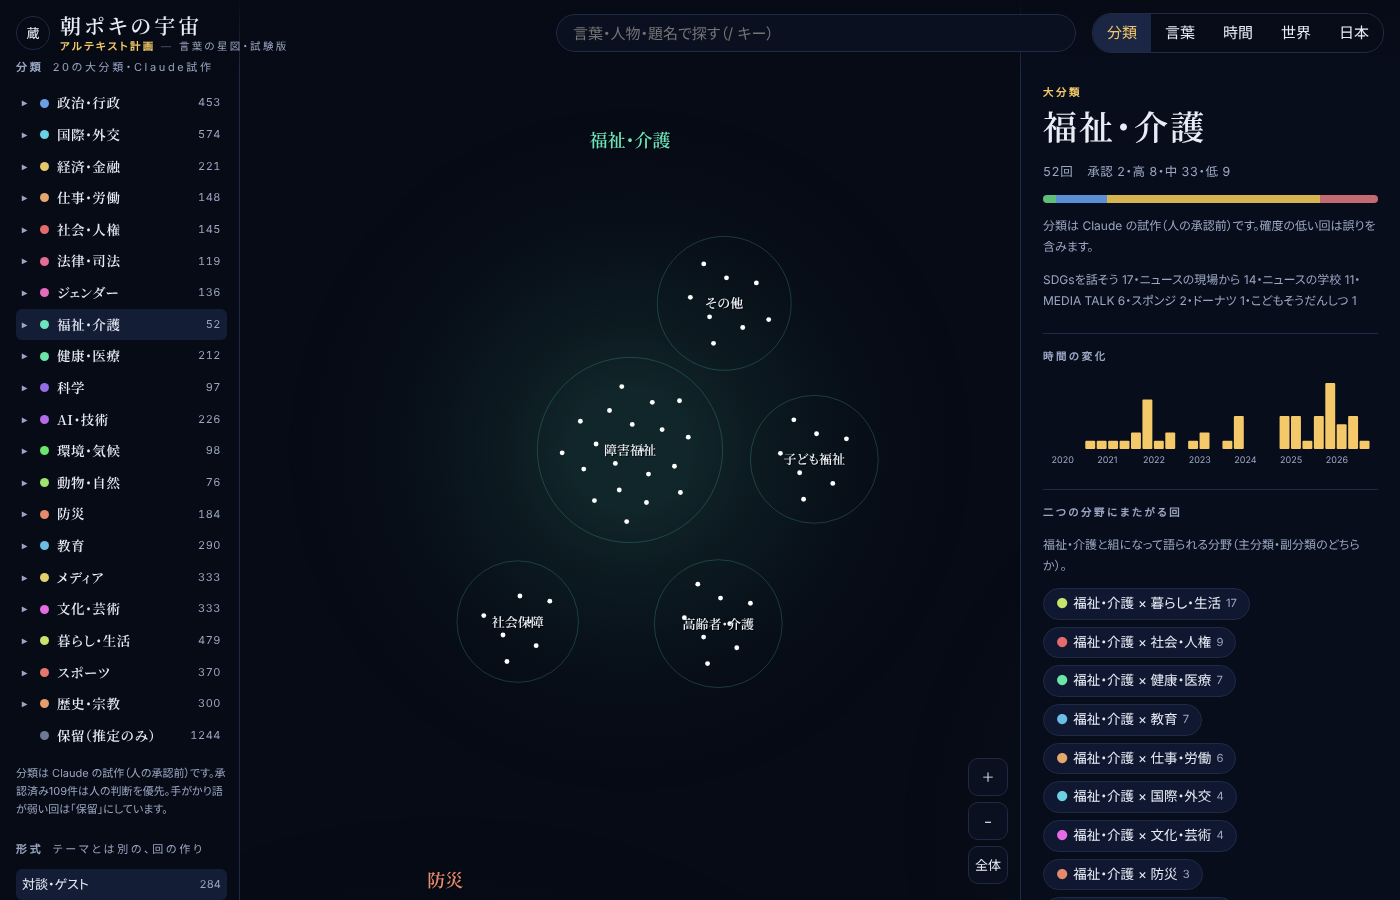 蔵
朝ポキの宇宙
アルテキスト計画 — 言葉の星図・試験版
言葉・人物・題名で探す(/ キー)
分類 言葉 時間 世界 日本
分類 20の大分類・Claude試作
▸ 政治・行政 453
▸ 国際・外交 574
▸ 経済・金融 221
▸ 仕事・労働 148
▸ 社会・人権 145
▸ 法律・司法 119
▸ ジェンダー 136
▸ 福祉・介護 52
▸ 健康・医療 212
▸ 科学 97
▸ AI・技術 226
▸ 環境・気候 98
▸ 動物・自然 76
▸ 防災 184
▸ 教育 290
▸ メディア 333
▸ 文化・芸術 333
▸ 暮らし・生活 479
▸ スポーツ 370
▸ 歴史・宗教 300
保留(推定のみ) 1244
分類は Claude の試作(人の承認前)です。承
認済み109件は人の判断を優先。手がかり語
が弱い回は「保留」にしています。
形式 テーマとは別の、回の作り
対談・ゲスト 284
福祉・介護
その他
障害福祉
子ども福祉
社会保障
高齢者・介護
防災
+
-
全体
大分類
福祉・介護
52回 承認 2・高 8・中 33・低 9
分類は Claude の試作(人の承認前)です。確度の低い回は誤りを
含みます。
SDGsを話そう 17・ニュースの現場から 14・ニュースの学校 11・
MEDIA TALK 6・スポンジ 2・ドーナツ 1・こどもそうだんしつ 1
時間の変化
2020 2021 2022 2023 2024 2025 2026
二つの分野にまたがる回
福祉・介護と組になって語られる分野(主分類・副分類のどちら
か)。
福祉・介護 × 暮らし・生活 17
福祉・介護 × 社会・人権 9
福祉・介護 × 健康・医療 7
福祉・介護 × 教育 7
福祉・介護 × 仕事・労働 6
福祉・介護 × 国際・外交 4
福祉・介護 × 文化・芸術 4
福祉・介護 × 防災 3